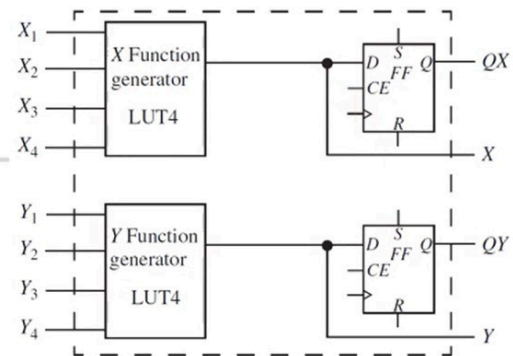 X1
X2
X3
X4
X Function
generator
LUT4
D S Q
FF
CE
R
QX
X
Y1
Y2
Y3
Y4
Y Function
generator
LUT4
D S Q
FF
CE
R
QY
Y